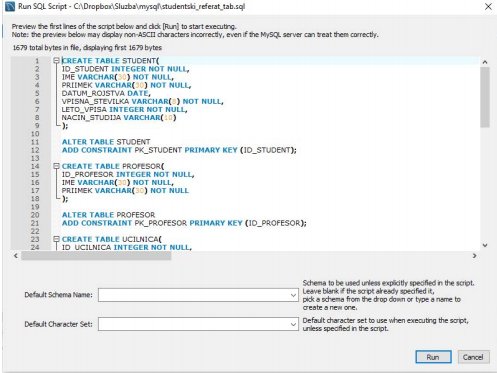 Run SQL Script - C:\Dropbox\Sluzba\mysql\studentski_referat_tab.sql
Preview the first lines of the script below and click [Run] to start executing.
Note: the preview below may display non-ASCII characters incorrectly, even if the MySQL server can treat them correctly.
1679 total bytes in file, displaying first 1679 bytes
1 CREATE TABLE STUDENT(
2 ID_STUDENT INTEGER NOT NULL,
3 IME VARCHAR(30) NOT NULL,
4 PRIIMEK VARCHAR(30) NOT NULL,
5 DATUM_ROJSTVA DATE,
6 VPISNA_STEVILKA VARCHAR(8) NOT NULL,
7 LETO_VPISA INTEGER NOT NULL,
8 NACIN_STUDIJA VARCHAR(10)
9 );
10
11 ALTER TABLE STUDENT
12 ADD CONSTRAINT PK_STUDENT PRIMARY KEY (ID_STUDENT);
13
14 CREATE TABLE PROFESOR(
15 ID_PROFESOR INTEGER NOT NULL,
16 IME VARCHAR(30) NOT NULL,
17 PRIIMEK VARCHAR(30) NOT NULL
18 );
19
20 ALTER TABLE PROFESOR
21 ADD CONSTRAINT PK_PROFESOR PRIMARY KEY (ID_PROFESOR);
22
23 CREATE TABLE UCILNICA(
24 ID_UCILNICA INTEGER NOT NULL,
Default Schema Name:
Schema to be used unless explicitly specified in the script.
Leave blank if the script already specified it,
pick a schema from the drop down or type a name to
create a new one.
Default Character Set:
Default character set to use when executing the script,
unless specified in the script.
Run
Cancel